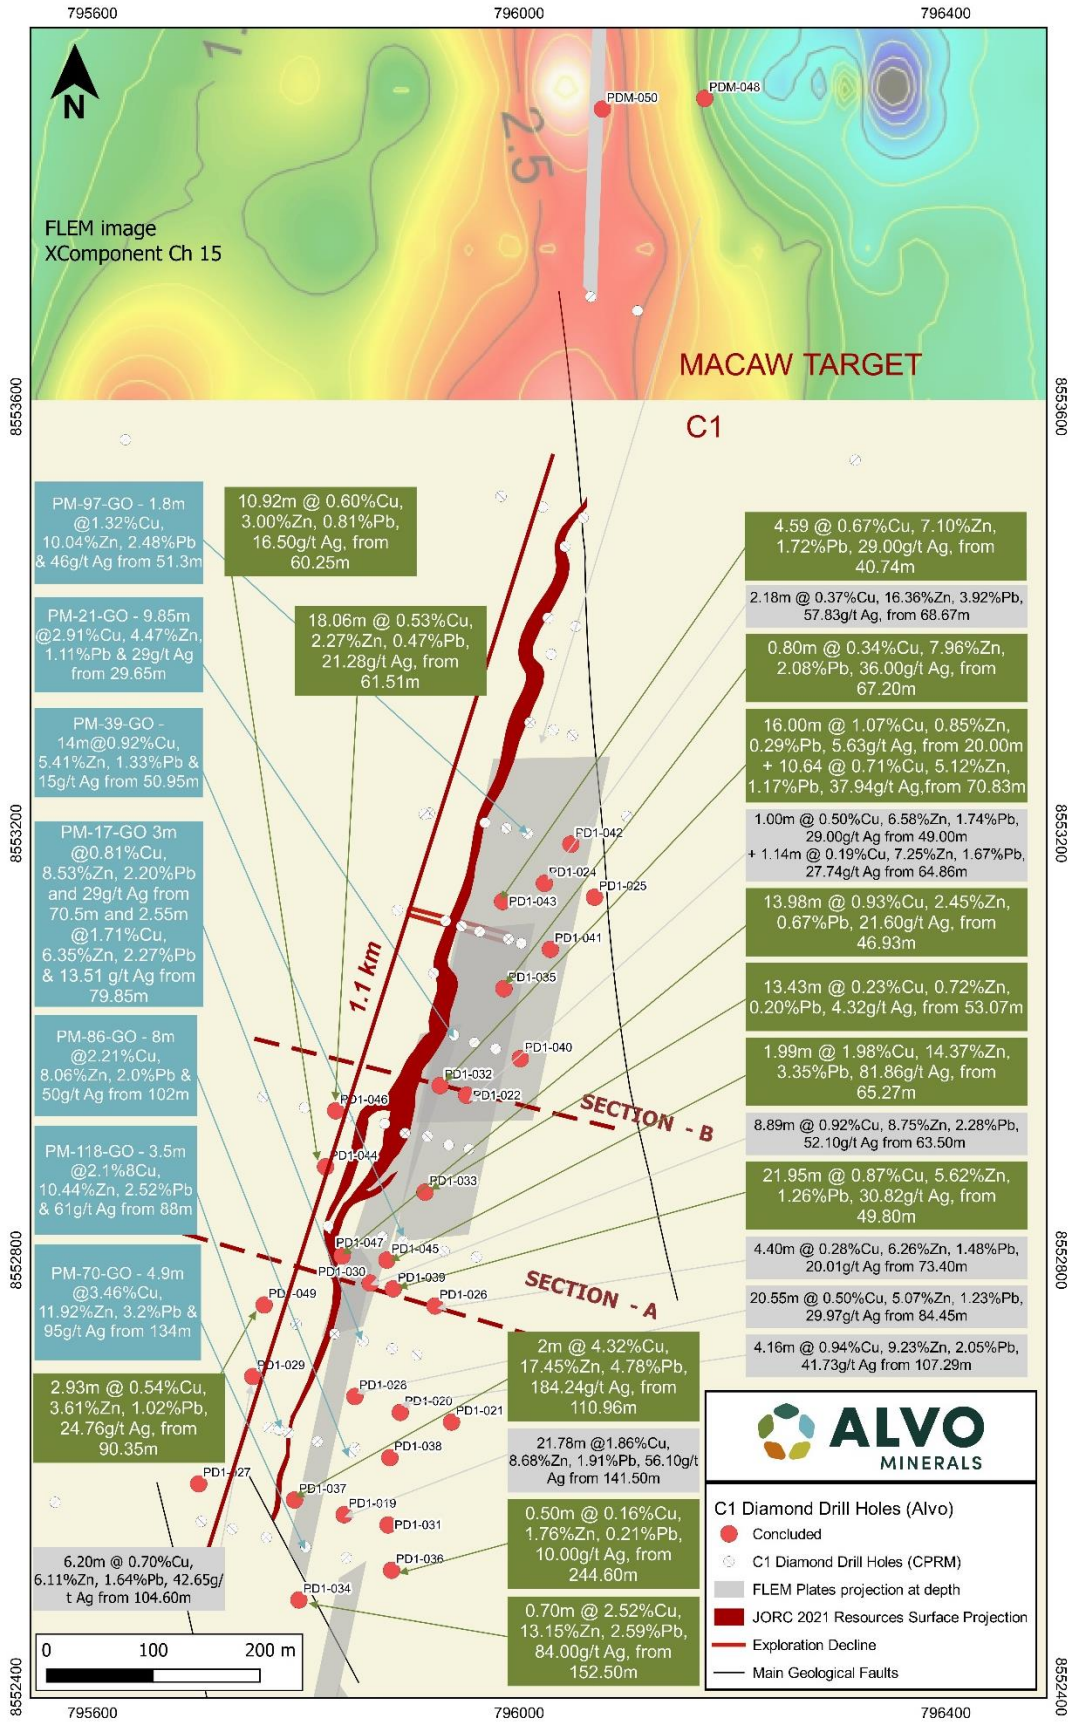 795600
796000
796400
N
-1
2.5
PDM-050
PDM-048
FLEM image
XComponent Ch 15
MACAW TARGET
C1
8553600
8553600
8553200
8553200
8552800
8552800
8552400
8552400
PM-97-GO - 1.8m
@1.32%Cu,
10.04%Zn, 2.48%Pb
& 46g/t Ag from 51.3m
PM-21-GO - 9.85m
@2.91%Cu, 4.47%Zn,
1.11%Pb & 29g/t Ag
from 29.65m
PM-39-GO -
14m@0.92%Cu,
5.41%Zn, 1.33%Pb &
15g/t Ag from 50.95m
PM-17-GO 3m
@0.81%Cu,
8.53%Zn, 2.20%Pb
and 29g/t Ag from
70.5m and 2.55m
@1.71%Cu,
6.35%Zn, 2.27%Pb
& 13.51 g/t Ag from
79.85m
PM-86-GO - 8m
@2.21%Cu,
8.06%Zn, 2.0%Pb &
50g/t Ag from 102m
PM-118-GO - 3.5m
@2.1%8Cu,
10.44%Zn, 2.52%Pb
& 61g/t Ag from 88m
PM-70-GO - 4.9m
@3.46%Cu,
11.92%Zn, 3.2%Pb &
95g/t Ag from 134m
2.93m @ 0.54%Cu,
3.61%Zn, 1.02%Pb,
24.76g/t Ag, from
90.35m
6.20m @ 0.70%Cu,
6.11%Zn, 1.64%Pb, 42.65g/
t Ag from 104.60m
10.92m @ 0.60%Cu,
3.00%Zn, 0.81%Pb,
16.50g/t Ag, from
60.25m
18.06m @ 0.53%Cu,
2.27%Zn, 0.47%Pb,
21.28g/t Ag, from
61.51m
1.1 km
PD1-042
PD1-024
PD1-025
PD1-043
PD1-041
PD1-035
PD1-040
PD1-032
PD1-022
SECTION - B
PD1-046
PD1-044
PD1-033
PD1-047
PD1-045
PD1-030
PD1-039
PD1-026
SECTION - A
PD1-049
PD1-029
PD1-028
PD1-020
PD1-021
PD1-038
PD1-027
PD1-037
PD1-019
PD1-031
PD1-036
PD1-034
4.59 @ 0.67%Cu, 7.10%Zn,
1.72%Pb, 29.00g/t Ag, from
40.74m
2.18m @ 0.37%Cu, 16.36%Zn, 3.92%Pb,
57.83g/t Ag, from 68.67m
0.80m @ 0.34%Cu, 7.96%Zn,
2.08%Pb, 36.00g/t Ag, from
67.20m
16.00m @ 1.07%Cu, 0.85%Zn,
0.29%Pb, 5.63g/t Ag, from 20.00m
+ 10.64 @ 0.71%Cu, 5.12%Zn,
1.17%Pb, 37.94g/t Ag,from 70.83m
1.00m @ 0.50%Cu, 6.58%Zn, 1.74%Pb,
29.00g/t Ag from 49.00m
+ 1.14m @ 0.19%Cu, 7.25%Zn, 1.67%Pb,
27.74g/t Ag from 64.86m
13.98m @ 0.93%Cu, 2.45%Zn,
0.67%Pb, 21.60g/t Ag, from
46.93m
13.43m @ 0.23%Cu, 0.72%Zn,
0.20%Pb, 4.32g/t Ag, from 53.07m
1.99m @ 1.98%Cu, 14.37%Zn,
3.35%Pb, 81.86g/t Ag, from
65.27m
8.89m @ 0.92%Cu, 8.75%Zn, 2.28%Pb,
52.10g/t Ag from 63.50m
21.95m @ 0.87%Cu, 5.62%Zn,
1.26%Pb, 30.82g/t Ag, from
49.80m
4.40m @ 0.28%Cu, 6.26%Zn, 1.48%Pb,
20.01g/t Ag from 73.40m
20.55m @ 0.50%Cu, 5.07%Zn, 1.23%Pb,
29.97g/t Ag from 84.45m
4.16m @ 0.94%Cu, 9.23%Zn, 2.05%Pb,
41.73g/t Ag from 107.29m
2m @ 4.32%Cu,
17.45%Zn, 4.78%Pb,
184.24g/t Ag, from
110.96m
21.78m @1.86%Cu,
8.68%Zn, 1.91%Pb, 56.10g/t
Ag from 141.50m
0.50m @ 0.16%Cu,
1.76%Zn, 0.21%Pb,
10.00g/t Ag, from
244.60m
0.70m @ 2.52%Cu,
13.15%Zn, 2.59%Pb,
84.00g/t Ag, from
152.50m
ALVO
MINERALS
C1 Diamond Drill Holes (Alvo)
Concluded
C1 Diamond Drill Holes (CPRM)
FLEM Plates projection at depth
JORC 2021 Resources Surface Projection
Exploration Decline
Main Geological Faults
0 100 200 m
795600
796000
796400